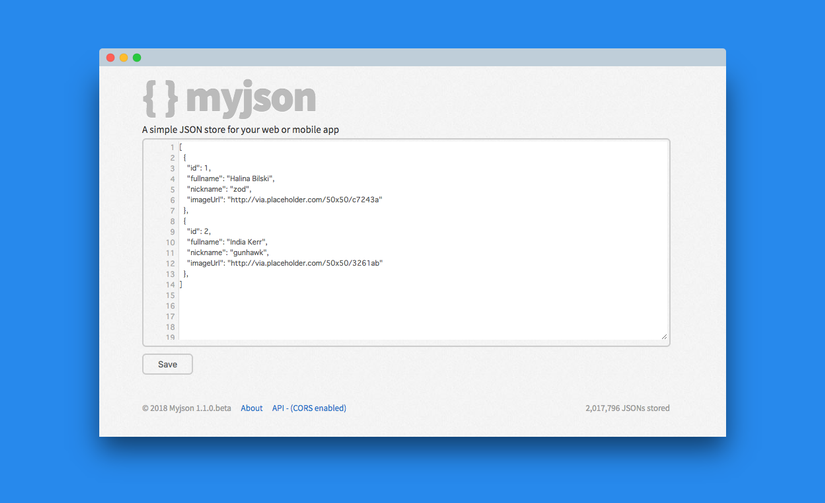 { } myjson
A simple JSON store for your web or mobile app
1 [
2 {
3 "id": 1,
4 "fullname": "Halina Bilski",
5 "nickname": "zod",
6 "imageUrl": "http://via.placeholder.com/50x50/c7243a"
7 },
8 {
9 "id": 2,
10 "fullname": "India Kerr",
11 "nickname": "gunhawk",
12 "imageUrl": "http://via.placeholder.com/50x50/3261ab"
13 },
14 ]
15
16
17
18
19
Save
© 2018 Myjson 1.1.0.beta About API - (CORS enabled) 2,017,796 JSONs stored